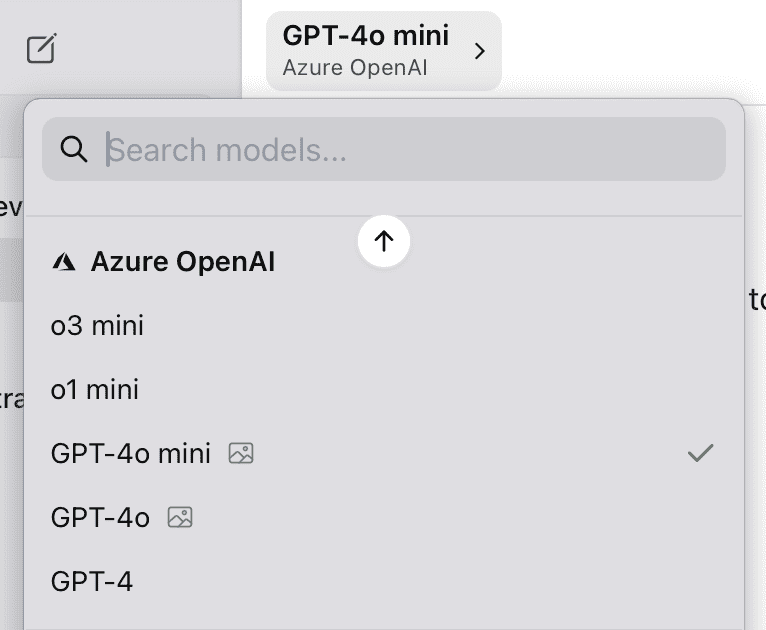 GPT-4o mini
Azure OpenAI
Search models...
ev
Azure OpenAI
to
o3 mini
o1 mini
tra
GPT-4o mini
GPT-4o
GPT-4